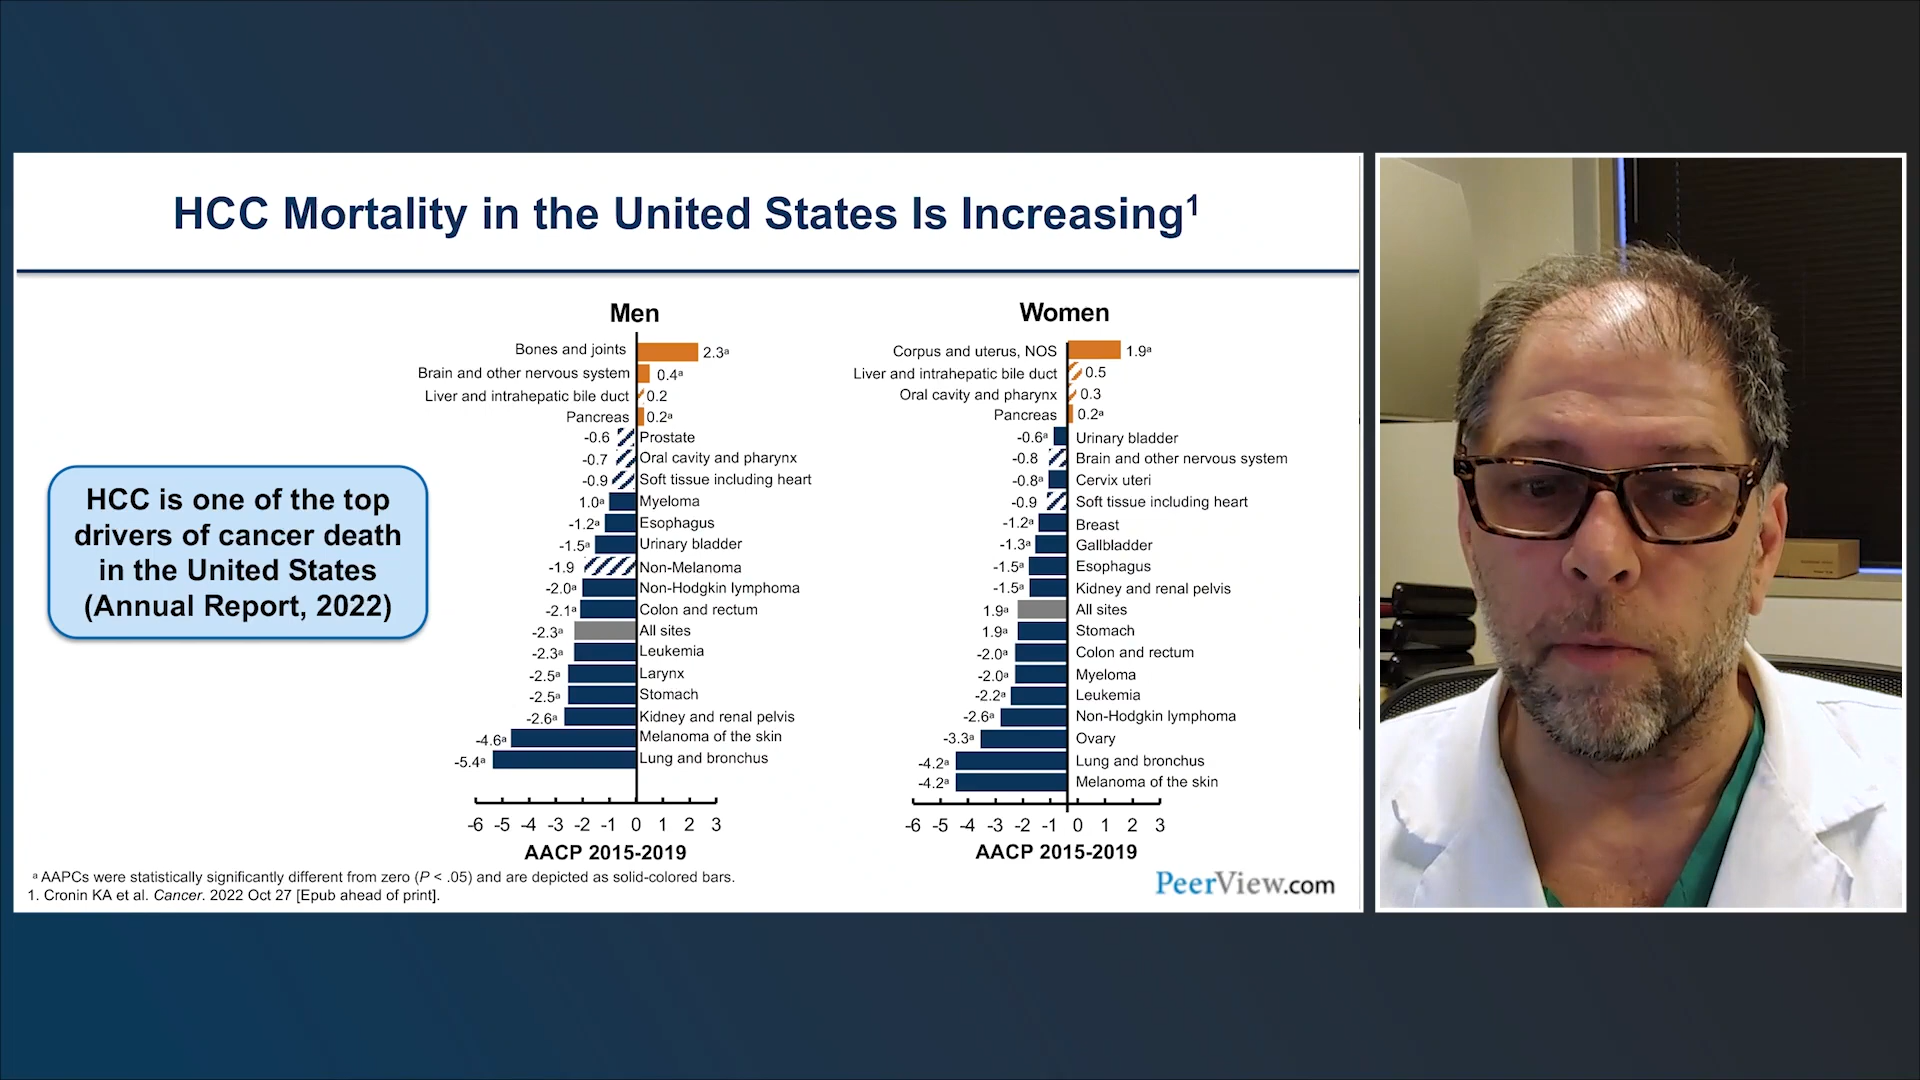 HCC Mortality in the United States Is Increasing1
HCC is one of the top
drivers of cancer death
in the United States
(Annual Report, 2022)
Men
Bones and joints 2.3a
Brain and other nervous system 0.4a
Liver and intrahepatic bile duct 0.2
Pancreas 0.2a
-0.6 Prostate
-0.7 Oral cavity and pharynx
-0.9 Soft tissue including heart
1.0a Myeloma
-1.2a Esophagus
-1.5a Urinary bladder
-1.9 Non-Melanoma
-2.0a Non-Hodgkin lymphoma
-2.1a Colon and rectum
-2.3a All sites
-2.3a Leukemia
-2.5a Larynx
-2.5a Stomach
-2.6a Kidney and renal pelvis
-4.6a Melanoma of the skin
-5.4a Lung and bronchus
-6 -5 -4 -3 -2 -1 0 1 2 3
AACP 2015-2019
Women
Corpus and uterus, NOS 1.9a
Liver and intrahepatic bile duct 0.5
Oral cavity and pharynx 0.3
Pancreas 0.2a
-0.6a Urinary bladder
-0.8 Brain and other nervous system
-0.8a Cervix uteri
-0.9 Soft tissue including heart
-1.2a Breast
-1.3a Gallbladder
-1.5a Esophagus
-1.5a Kidney and renal pelvis
1.9a All sites
1.9a Stomach
-2.0a Colon and rectum
-2.0a Myeloma
-2.2a Leukemia
-2.6a Non-Hodgkin lymphoma
-3.3a Ovary
-4.2a Lung and bronchus
-4.2a Melanoma of the skin
-6 -5 -4 -3 -2 -1 0 1 2 3
AACP 2015-2019
a AAPCs were statistically significantly different from zero (P < .05) and are depicted as solid-colored bars.
1. Cronin KA et al. Cancer. 2022 Oct 27 [Epub ahead of print].
PeerView.com